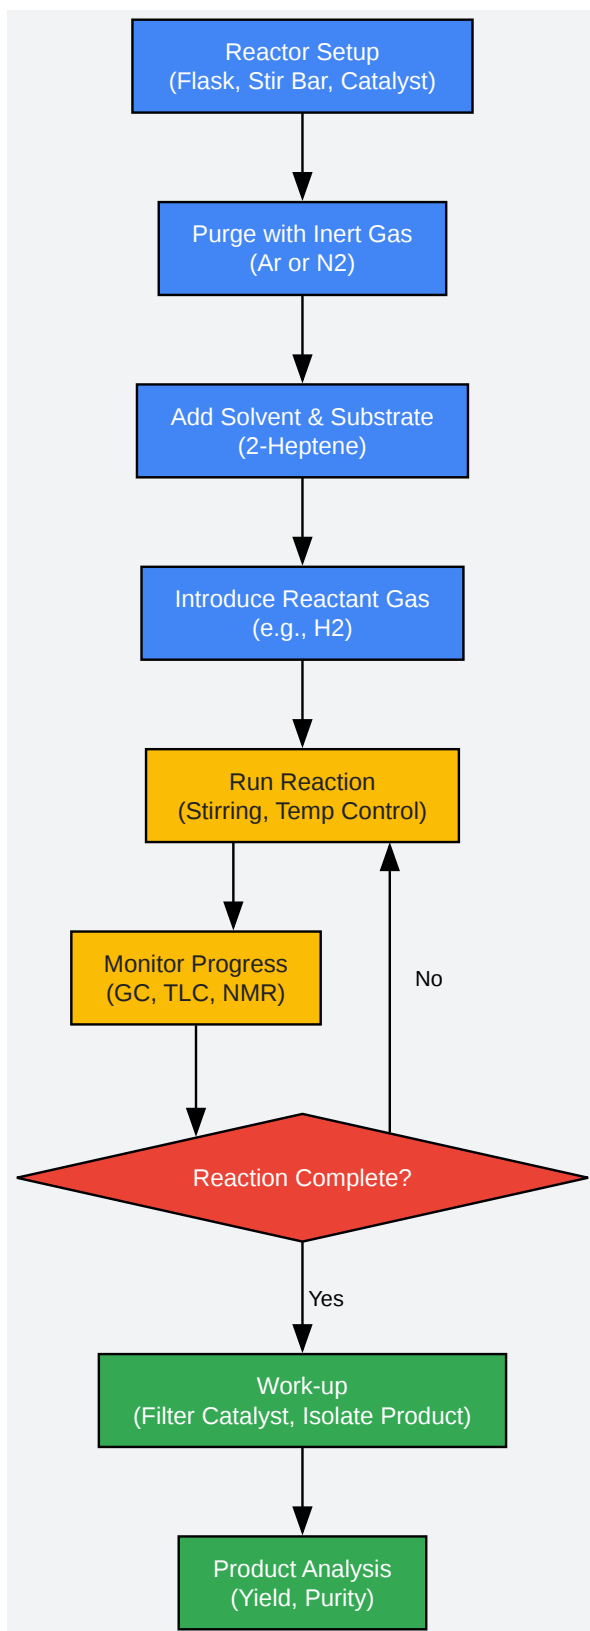 Reactor Setup
(Flask, Stir Bar, Catalyst)
Purge with Inert Gas
(Ar or N2)
Add Solvent & Substrate
(2-Heptene)
Introduce Reactant Gas
(e.g., H2)
Run Reaction
(Stirring, Temp Control)
Monitor Progress
(GC, TLC, NMR)
No
Reaction Complete?
Yes
Work-up
(Filter Catalyst, Isolate Product)
Product Analysis
(Yield, Purity)